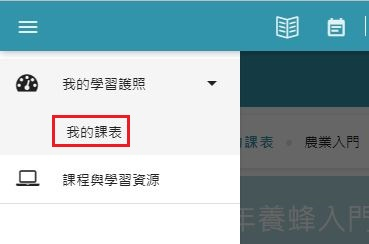 我的學習護照
我的課表
課表 農業入門
課程與學習資源
年養蜂入門